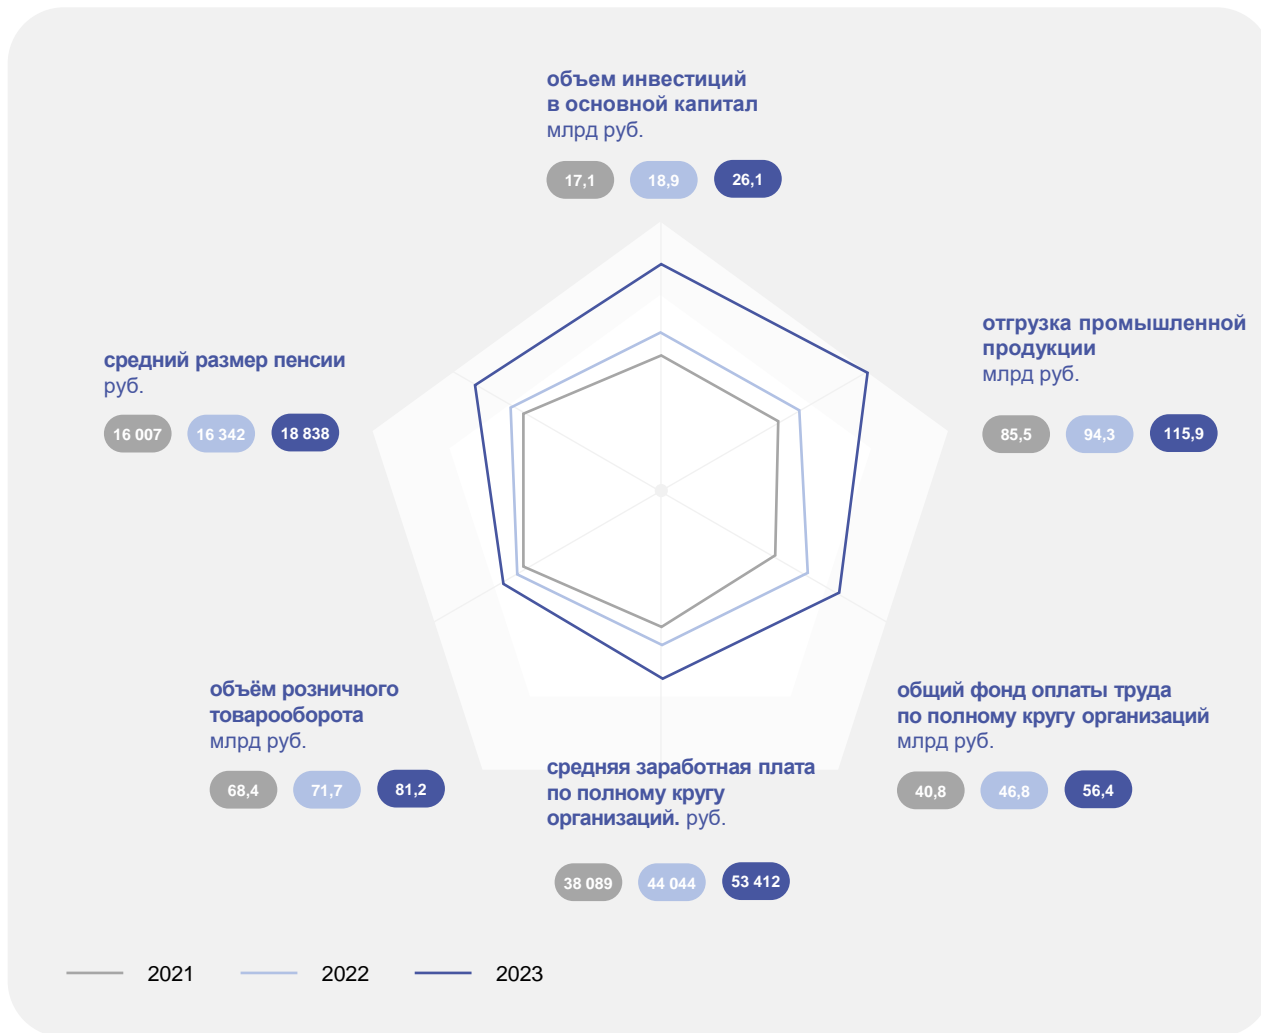 объем инвестиций
в основной капитал
млрд руб.
17,1 18,9 26,1
отгрузка промышленной
продукции
млрд руб.
85,5 94,3 115,9
средний размер пенсии
руб.
16 007 16 342 18 838
объём розничного
товарооборота
млрд руб.
68,4 71,7 81,2
общий фонд оплаты труда
по полному кругу организаций
млрд руб.
40,8 46,8 56,4
средняя заработная плата
по полному кругу
организаций. руб.
38 089 44 044 53 412
2021 2022 2023